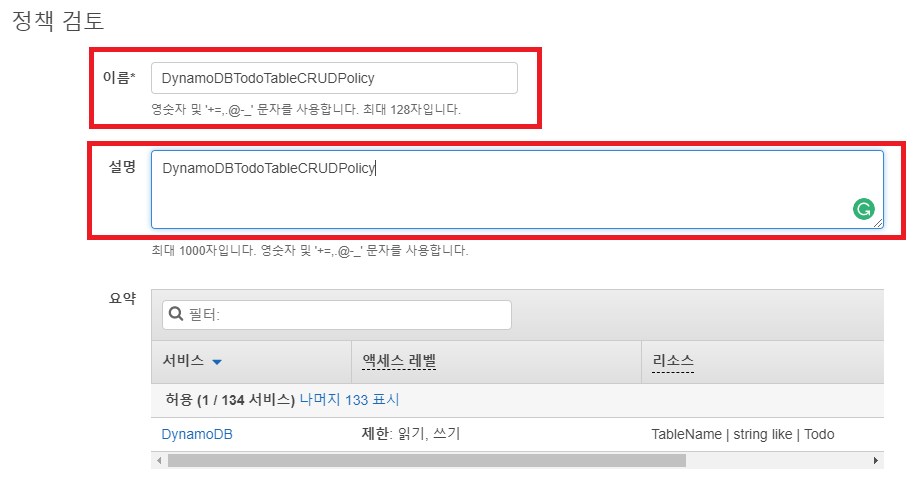 정책 검토
이름* DynamoDBTodoTableCRUDPolicy
영숫자 및 '+=,.@-_' 문자를 사용합니다. 최대 128자입니다.
설명 DynamoDBTodoTableCRUDPolicy
최대 1000자입니다. 영숫자 및 '+=,.@-_' 문자를 사용합니다.
요약
필터:
서비스 액세스 레벨 리소스
허용 (1 / 134 서비스) 나머지 133 표시
DynamoDB 제한: 읽기, 쓰기 TableName | string like | Todo